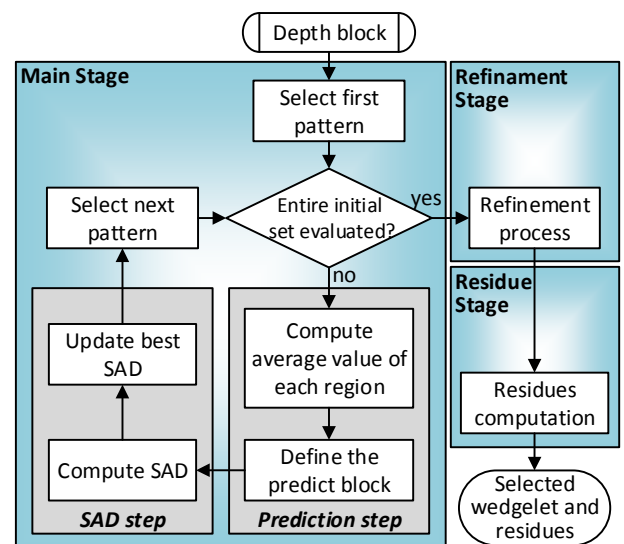 Depth block
Main Stage
Select first
pattern
Refinament
Stage
Select next
pattern
Entire initial
set evaluated?
yes
Refinement
process
no
Residue
Stage
Update best
SAD
Compute
average value of
each region
Residues
computation
Compute SAD
Define the
predict block
SAD step
Prediction step
Selected
wedgelet and
residues